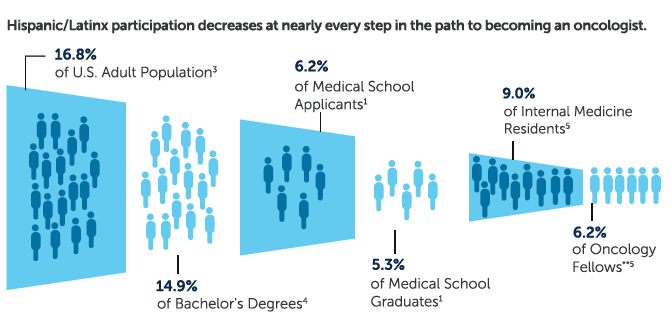 Hispanic/Latinx participation decreases at nearly every step in the path to becoming an oncologist.
16.8%
of U.S. Adult Population³
14.9%
of Bachelor's Degrees⁴
6.2%
of Medical School
Applicants¹
5.3%
of Medical School
Graduates¹
9.0%
of Internal Medicine
Residents⁵
6.2%
of Oncology
Fellows**⁵